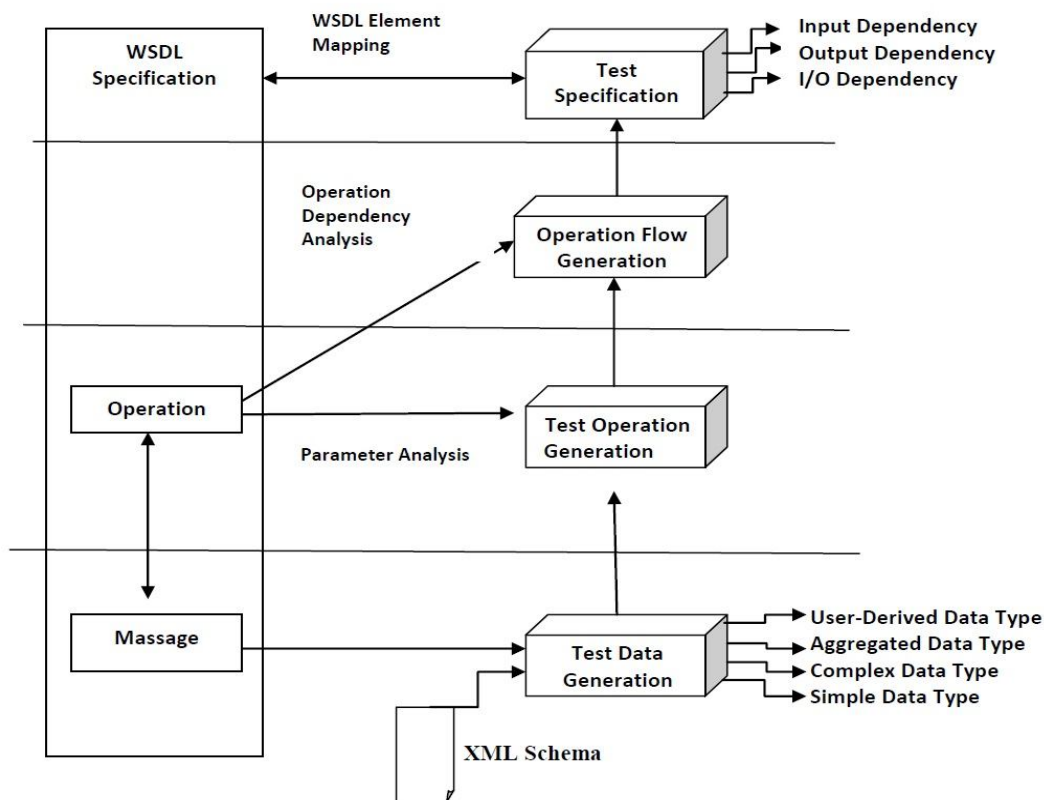 WSDL
Specification
WSDL Element
Mapping
Test
Specification
Input Dependency
Output Dependency
I/O Dependency
Operation
Dependency
Analysis
Operation Flow
Generation
Operation
Parameter Analysis
Test Operation
Generation
Massage
Test Data
Generation
User-Derived Data Type
Aggregated Data Type
Complex Data Type
Simple Data Type
XML Schema